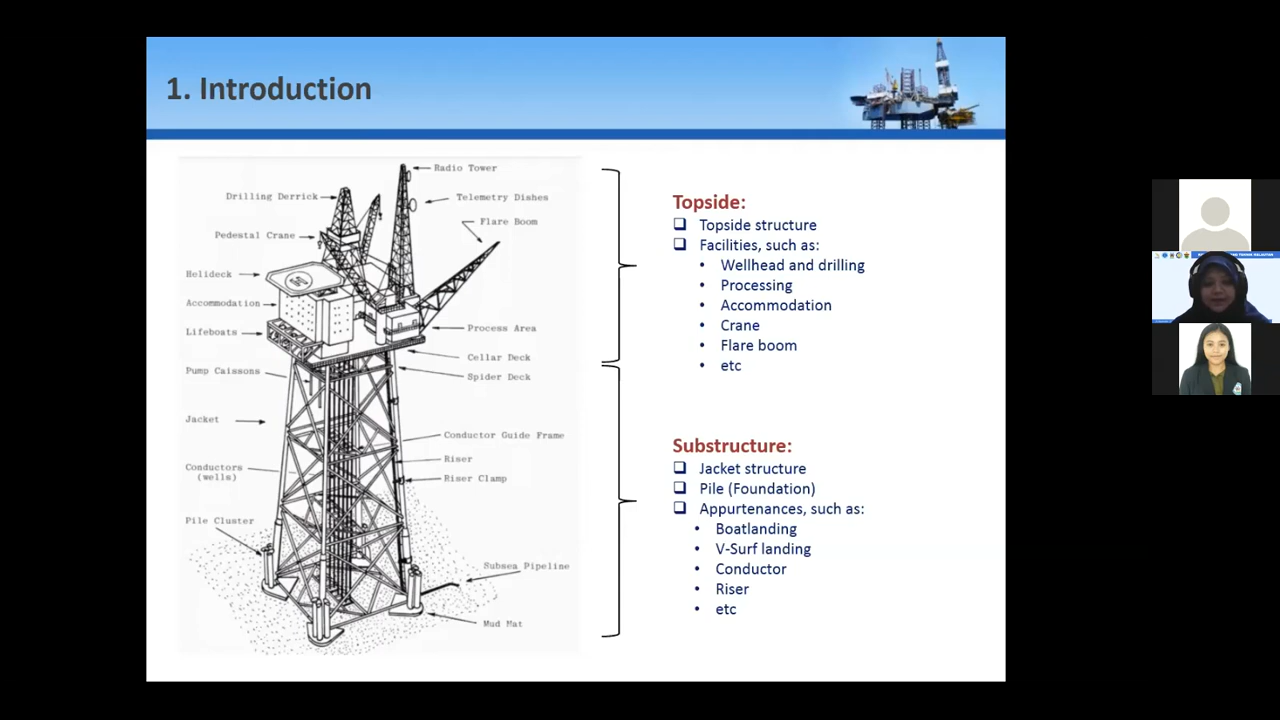 1. Introduction
Radio Tower
Drilling Derrick
Telemetry Dishes
Flare Boom
Pedestal Crane
Helideck
Accommodation
Lifeboats
Process Area
Cellar Deck
Pump Caissons
Spider Deck
Jacket
Conductor Guide Frame
Riser
Conductors
(wells)
Riser Clamp
Pile Cluster
Subsea Pipeline
Mud Mat
Topside:
Topside structure
Facilities, such as:
• Wellhead and drilling
• Processing
• Accommodation
• Crane
• Flare boom
• etc
Substructure:
Jacket structure
Pile (Foundation)
Appurtenances, such as:
• Boatlanding
• V-Surf landing
• Conductor
• Riser
• etc